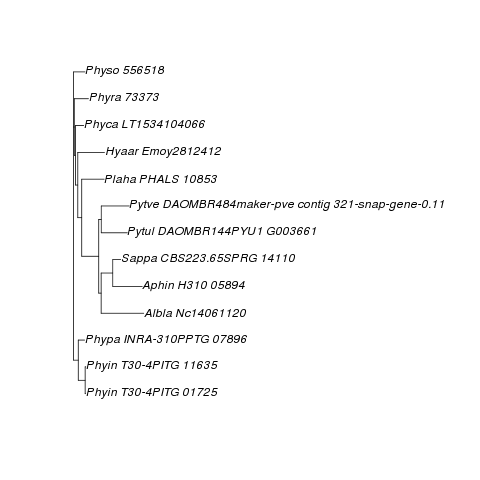 Physo 556518
Phyra 73373
Phyca LT1534104066
Hyaar Emoy2812412
Plaha PHALS 10853
Pytve DAOMBR484maker-pve contig 321-snap-gene-0.11
Pytul DAOMBR144PYU1 G003661
Sappa CBS223.65SPRG 14110
Aphin H310 05894
Albla Nc14061120
Phypa INRA-310PPTG 07896
Phyin T30-4PITG 11635
Phyin T30-4PITG 01725